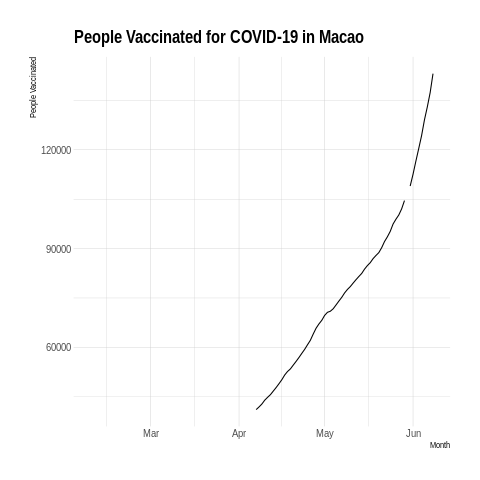 People Vaccinated for COVID-19 in Macao
People Vaccinated
120000
90000
60000
Mar Apr May Jun
Month